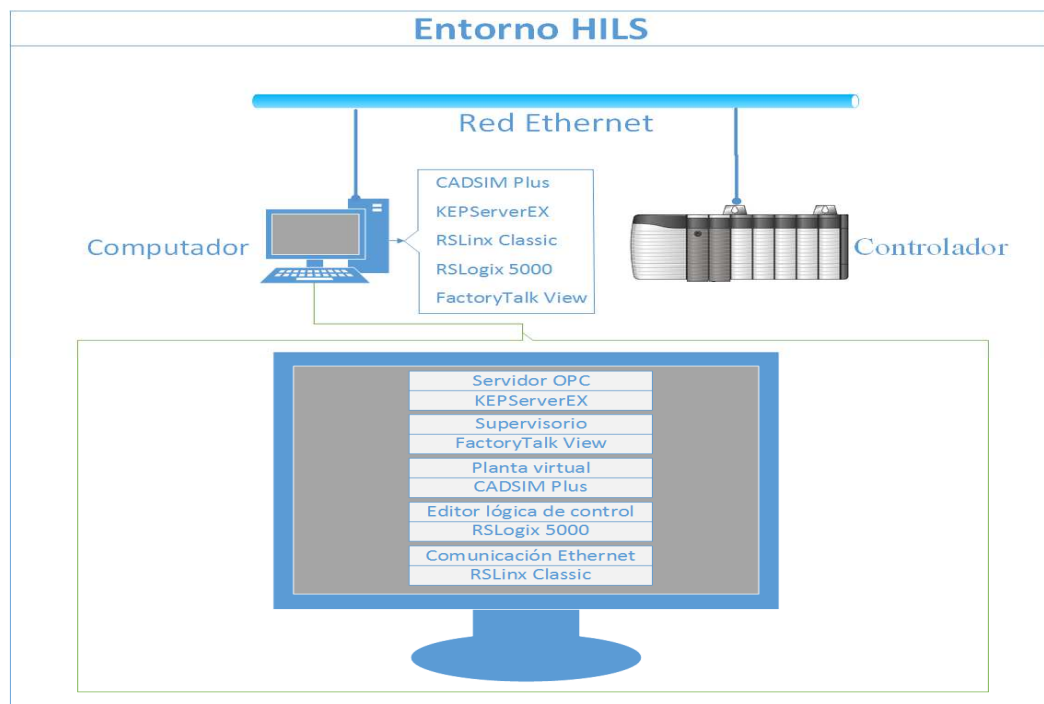 Entorno HILS
Red Ethernet
CADSIM Plus
KEPServerEX
RSLinx Classic
RSLogix 5000
FactoryTalk View
Computador
Controlador
Servidor OPC
KEPServerEX
Supervisorio
FactoryTalk View
Planta virtual
CADSIM Plus
Editor lógica de control
RSLogix 5000
Comunicación Ethernet
RSLinx Classic